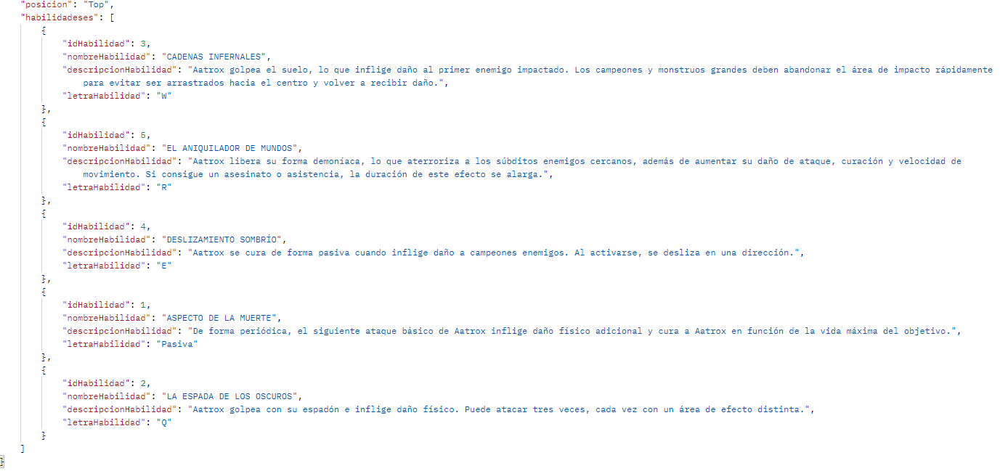 "posicion": "Top",
"habilidadeses": [
{
"idHabilidad": 3,
"nombreHabilidad": "CADENAS INFERNALES",
"descripcionHabilidad": "Aatrox golpea el suelo, lo que inflige daño al primer enemigo impactado. Los campeones y monstruos grandes deben abandonar el área de impacto rápidamente
para evitar ser arrastrados hacia el centro y volver a recibir daño.",
"letraHabilidad": "W"
},
{
"idHabilidad": 5,
"nombreHabilidad": "EL ANIQUILADOR DE MUNDOS",
"descripcionHabilidad": "Aatrox libera su forma demoníaca, lo que aterroriza a los súbditos enemigos cercanos, además de aumentar su daño de ataque, curación y velocidad de
movimiento. Si consigue un asesinato o asistencia, la duración de este efecto se alarga.",
"letraHabilidad": "R"
},
{
"idHabilidad": 4,
"nombreHabilidad": "DESLIZAMIENTO SOMBRÍO",
"descripcionHabilidad": "Aatrox se cura de forma pasiva cuando inflige daño a campeones enemigos. Al activarse, se desliza en una dirección.",
"letraHabilidad": "E"
},
{
"idHabilidad": 1,
"nombreHabilidad": "ASPECTO DE LA MUERTE",
"descripcionHabilidad": "De forma periódica, el siguiente ataque básico de Aatrox inflige daño físico adicional y cura a Aatrox en función de la vida máxima del objetivo.",
"letraHabilidad": "Pasiva"
},
{
"idHabilidad": 2,
"nombreHabilidad": "LA ESPADA DE LOS OSCUROS",
"descripcionHabilidad": "Aatrox golpea con su espadón e inflige daño físico. Puede atacar tres veces, cada vez con un área de efecto distinta.",
"letraHabilidad": "Q"
}
]
}